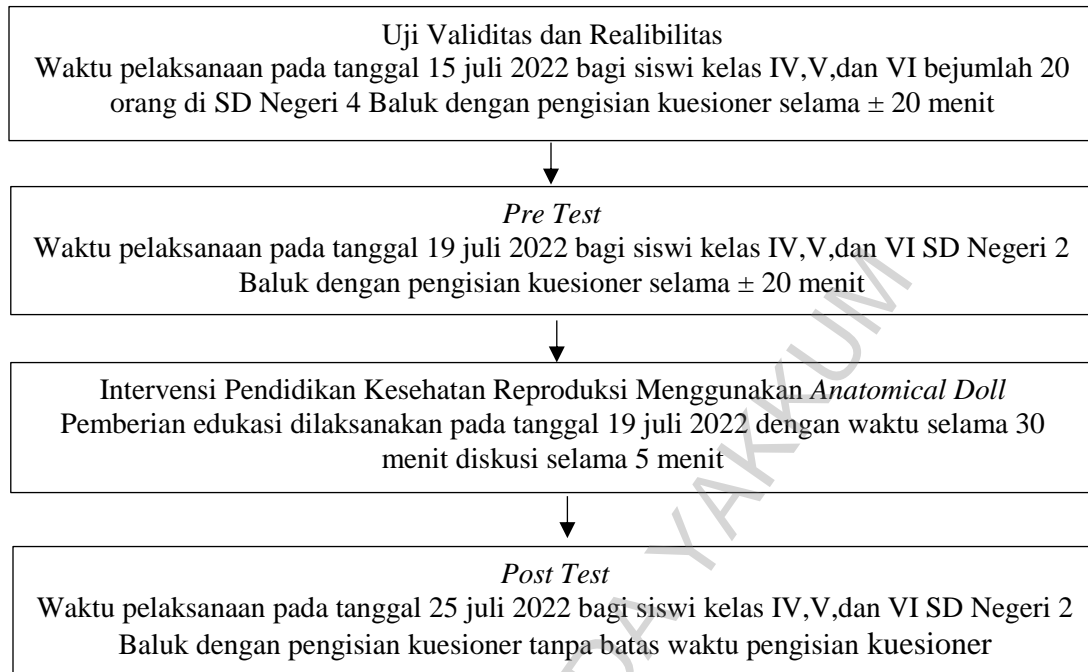 Uji Validitas dan Realibilitas
Waktu pelaksanaan pada tanggal 15 juli 2022 bagi siswi kelas IV,V,dan VI bejumlah 20
orang di SD Negeri 4 Baluk dengan pengisian kuesioner selama ± 20 menit
Pre Test
Waktu pelaksanaan pada tanggal 19 juli 2022 bagi siswi kelas IV,V,dan VI SD Negeri 2
Baluk dengan pengisian kuesioner selama ± 20 menit
Intervensi Pendidikan Kesehatan Reproduksi Menggunakan Anatomical Doll
Pemberian edukasi dilaksanakan pada tanggal 19 juli 2022 dengan waktu selama 30
menit diskusi selama 5 menit
Post Test
Waktu pelaksanaan pada tanggal 25 juli 2022 bagi siswi kelas IV,V,dan VI SD Negeri 2
Baluk dengan pengisian kuesioner tanpa batas waktu pengisian kuesioner
DA YAKKUM